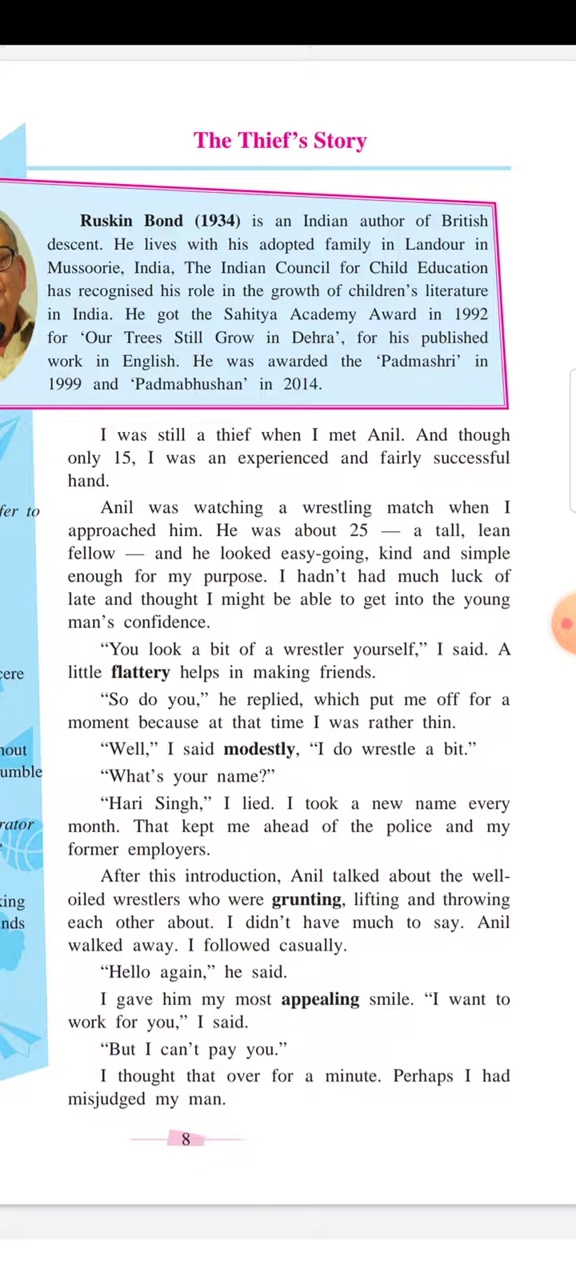 The Thief's Story
Ruskin Bond (1934) is an Indian author of British
descent. He lives with his adopted family in Landour in
Mussoorie, India, The Indian Council for Child Education
has recognised his role in the growth of children's literature
in India. He got the Sahitya Academy Award in 1992
for 'Our Trees Still Grow in Dehra', for his published
work in English. He was awarded the 'Padmashri' in
1999 and 'Padmabhushan' in 2014.
I was still a thief when I met Anil. And though
only 15, I was an experienced and fairly successful
hand.
Anil was watching a wrestling match when I
approached him. He was about 25 — a tall, lean
fellow — and he looked easy-going, kind and simple
enough for my purpose. I hadn't had much luck of
late and thought I might be able to get into the young
man's confidence.
"You look a bit of a wrestler yourself," I said. A
little flattery helps in making friends.
"So do you," he replied, which put me off for a
moment because at that time I was rather thin.
"Well," I said modestly, "I do wrestle a bit."
"What's your name?"
"Hari Singh," I lied. I took a new name every
month. That kept me ahead of the police and my
former employers.
After this introduction, Anil talked about the well-
oiled wrestlers who were grunting, lifting and throwing
each other about. I didn't have much to say. Anil
walked away. I followed casually.
"Hello again," he said.
I gave him my most appealing smile. "I want to
work for you," I said.
"But I can't pay you."
I thought that over for a minute. Perhaps I had
misjudged my man.
8
to